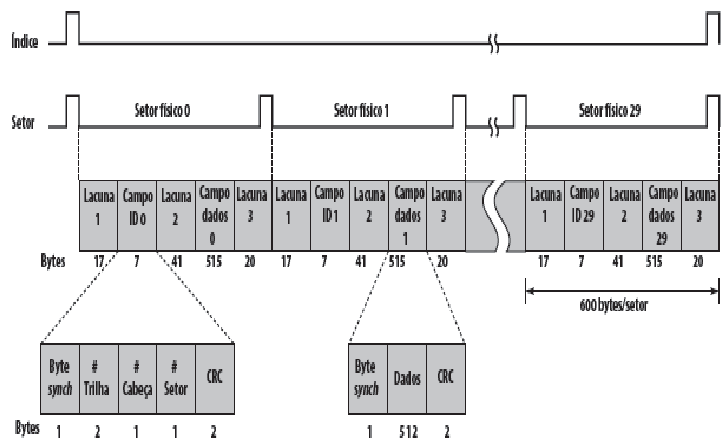 Índice
Setor
Setor físico 0
Setor físico 1
Setor físico 29
Lacuna 1
Campo ID 0
Lacuna 2
Campo dados 0
Lacuna 3
Lacuna 1
Campo ID 1
Lacuna 2
Campo dados 1
Lacuna 3
Lacuna 1
Campo ID 29
Lacuna 2
Campo dados 29
Lacuna 3
Bytes 17 7 41 515 20 17 7 41 515 20 17 7 41 515 20
600 bytes/setor
Byte synch
# Trilha
# Cabeça
# Setor
CRC
Byte synch
Dados
CRC
Bytes 1 2 1 1 2 1 512 2